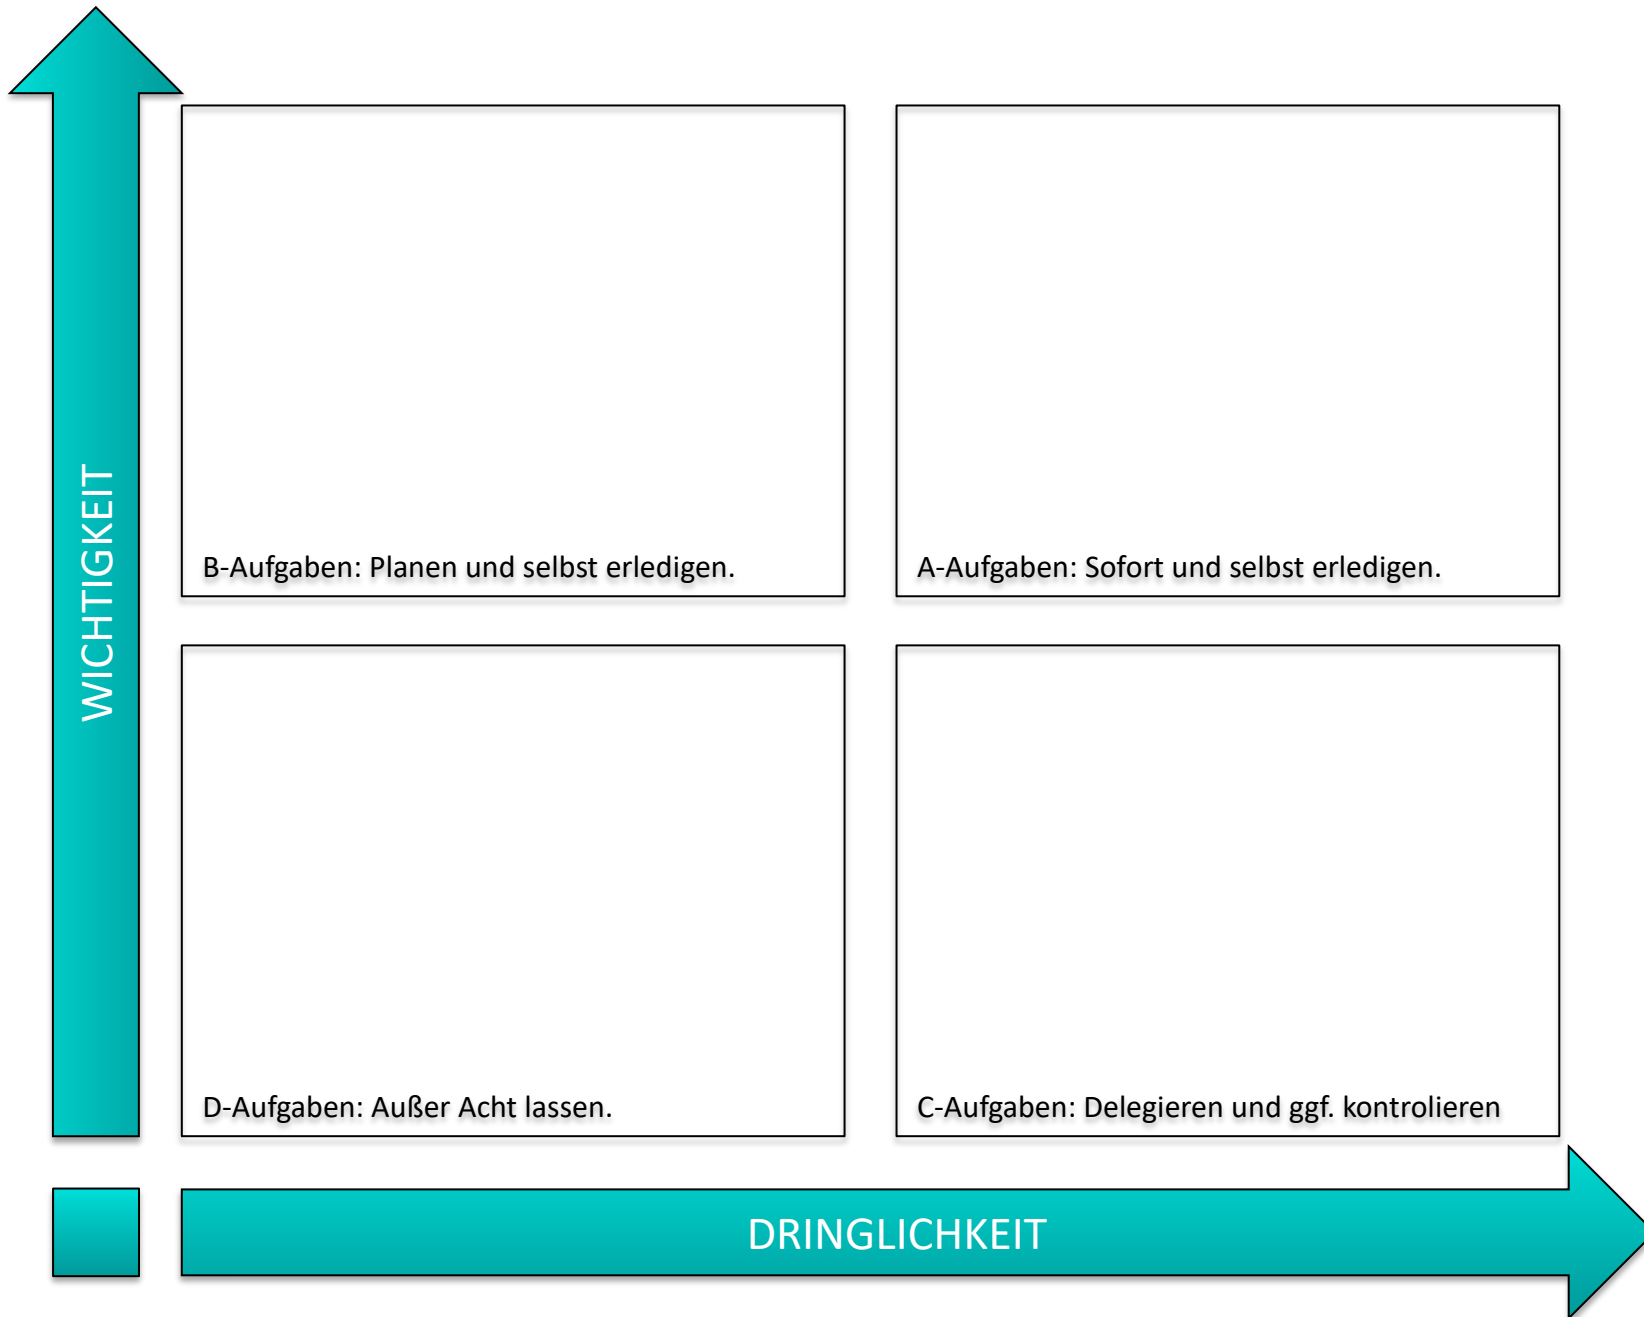 WICHTIGKEIT
B-Aufgaben: Planen und selbst erledigen.
A-Aufgaben: Sofort und selbst erledigen.
D-Aufgaben: Außer Acht lassen.
C-Aufgaben: Delegieren und ggf. kontrolieren
DRINGLICHKEIT